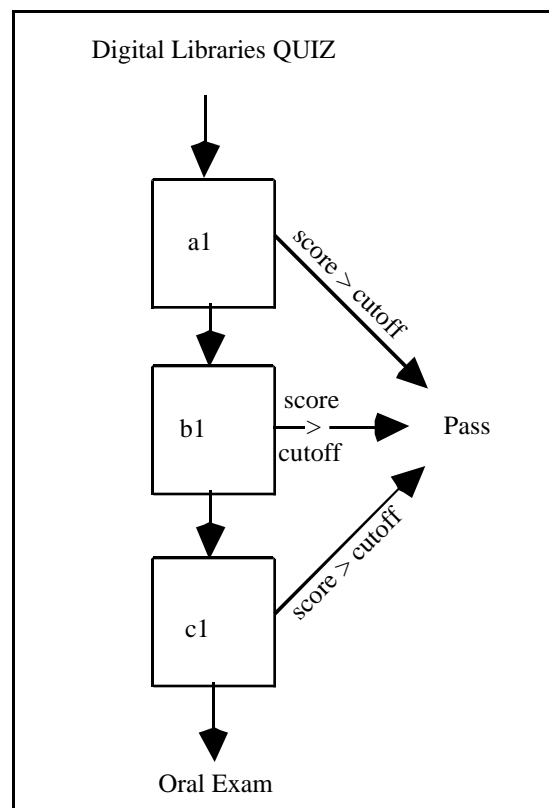 Digital Libraries QUIZ
a1
score > cutoff
b1
score
>
cutoff
Pass
c1
score > cutoff
Oral Exam